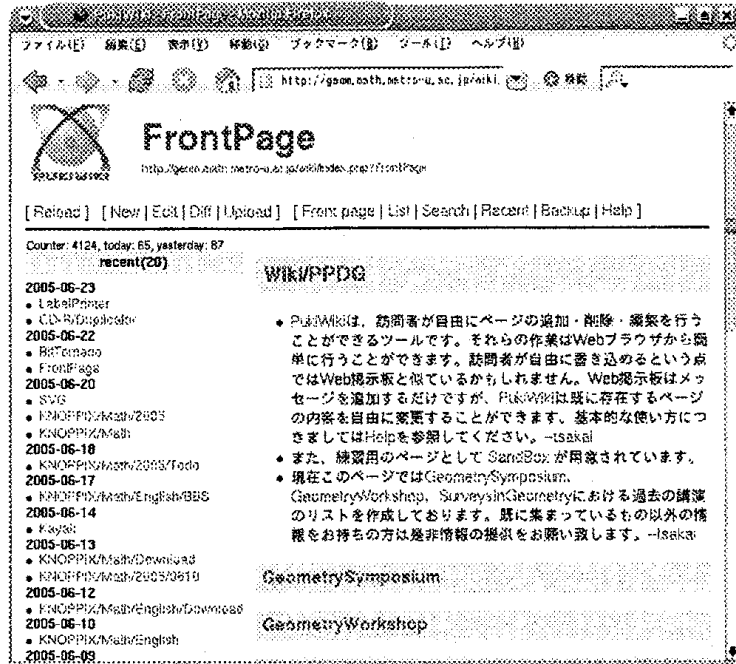 ファイル(F) 編集(E) 表示(V) 移動(G) ブックマーク(B) ツール(T) ヘルプ(H)
http://geom.math.metro-u.ac.jp/wiki 移動
FrontPage
http://geom.math.metro-u.ac.jp/wiki/index.php?FrontPage
PUKIWIKI
[ Reload ] [ New | Edit | Diff | Upload ] [ Front page | List | Search | Recent | Backup | Help ]
Counter: 4124, today: 65, yesterday: 87
recent(20)
2005-06-23
LabelPrinter
CD-R/Duplicator
2005-06-22
FrontPage
2005-06-20
SVG
KNOPPIX/Math/2005
KNOPPIX/Math
2005-06-18
KNOPPIX/Math/2005/Todo
2005-06-17
KNOPPIX/Math/English/BBS
2005-06-14
Kayak
2005-06-13
KNOPPIX/Math/Download
KNOPPIX/Math/2005/0610
2005-06-12
KNOPPIX/Math/English/Download
2005-06-10
KNOPPIX/Math/English
2005-06-09
Wiki/PPDG
PukiWikiは、訪問者が自由にページの追加・削除・編集を行う
ことができるツールです。それらの作業はWebブラウザから簡
単に行うことができます。訪問者が自由に書き込めるという点
ではWeb掲示板と似ているかもしれません。Web掲示板はメッ
セージを追加するだけですが、PukiWikiは既に存在するページ
の内容を自由に変更することができます。基本的な使い方につ
きましてはHelpを参照してください。--tsakai
また、練習用のページとして SandBox が用意されています。
現在このページではGeometrySymposium、
GeometryWorkshop、SurveysinGeometryにおける過去の講演
のリストを作成しております。既に集まっているもの以外の情
報をお持ちの方は是非情報の提供をお願い致します。--tsakai
GeometrySymposium
GeometryWorkshop